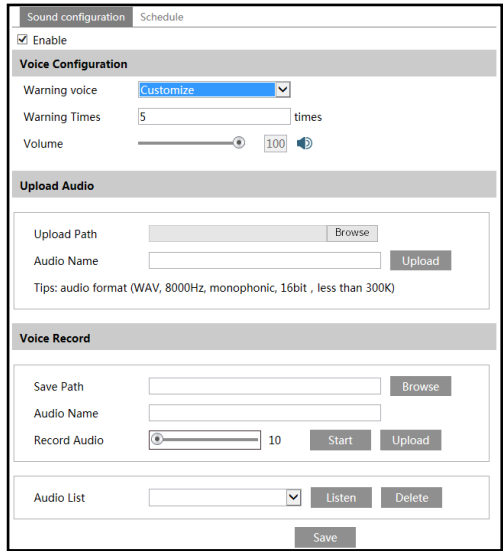 Sound configuration Schedule
Enable
Voice Configuration
Warning voice Customize
Warning Times 5 times
Volume 100
Upload Audio
Upload Path Browse
Audio Name Upload
Tips: audio format (WAV, 8000Hz, monophonic, 16bit , less than 300K)
Voice Record
Save Path Browse
Audio Name
Record Audio 10 Start Upload
Audio List Listen Delete
Save